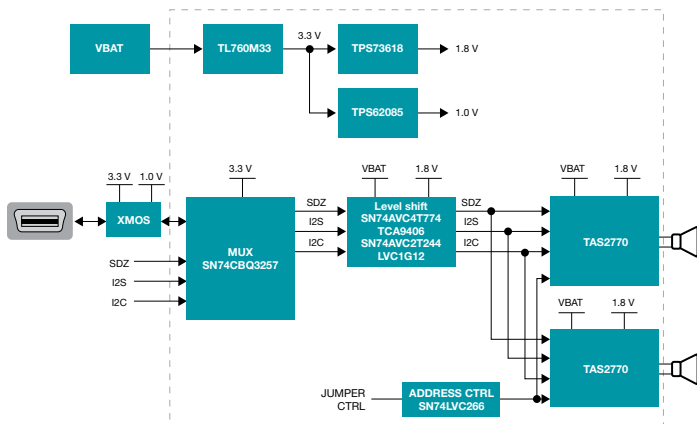 VBAT
TL760M33
3.3 V
TPS73618
1.8 V
TPS62085
1.0 V
3.3 V
1.0 V
XMOS
3.3 V
MUX
SN74CBQ3257
SDZ
I2S
I2C
SDZ
I2S
I2C
VBAT
1.8 V
Level shift
SN74AVC4T774
TCA9406
SN74AVC2T244
LVC1G12
SDZ
I2S
I2C
VBAT
1.8 V
TAS2770
VBAT
1.8 V
TAS2770
JUMPER
CTRL
ADDRESS CTRL
SN74LVC266